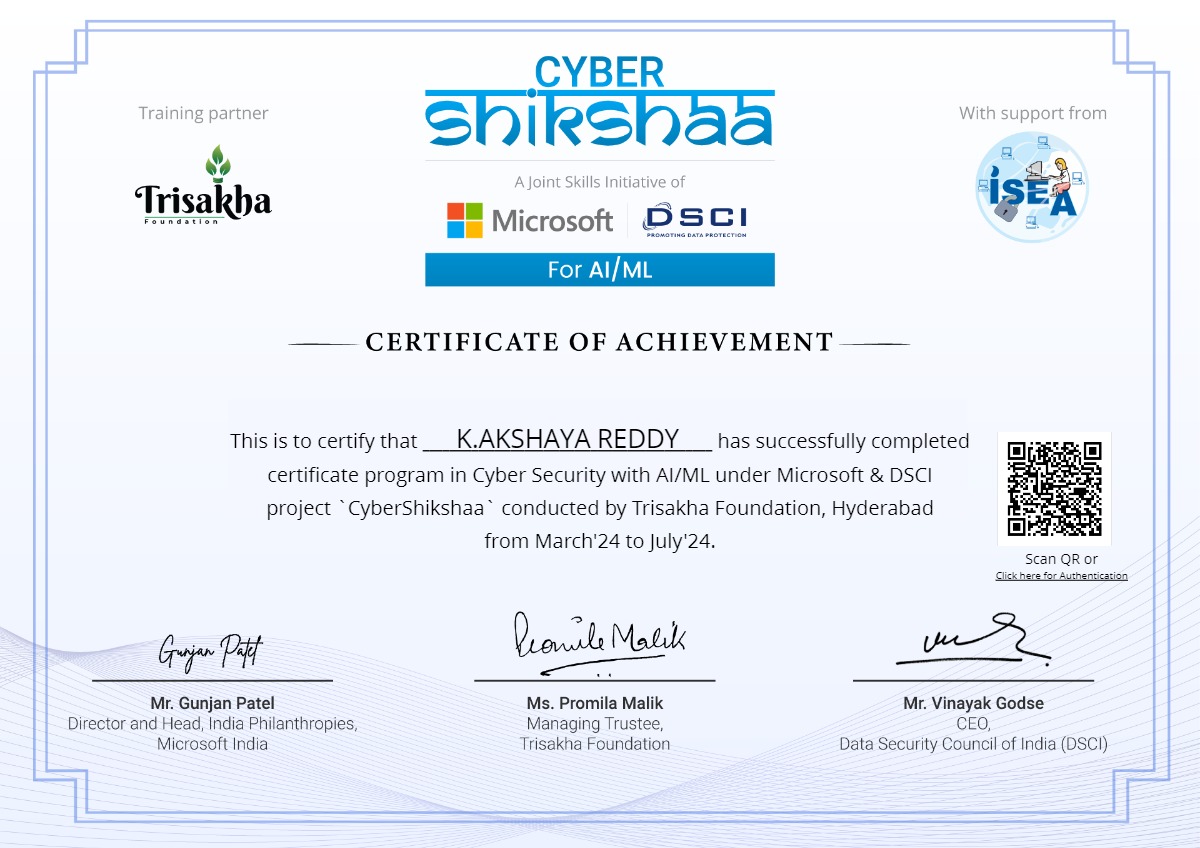 CYBER
shikshaa
Training partner
Trisakha
Foundation
With support from
iSEA
A Joint Skills Initiative of
Microsoft
DSCI
PROMOTING DATA PROTECTION
For AI/ML
CERTIFICATE OF ACHIEVEMENT
This is to certify that ___K.AKSHAYA REDDY___ has successfully completed
certificate program in Cyber Security with AI/ML under Microsoft & DSCI
project `CyberShikshaa` conducted by Trisakha Foundation, Hyderabad
from March'24 to July'24.
Scan QR or
Click here for Authentication
Gunjan Patel
Promila Malik
Mr. Gunjan Patel
Director and Head, India Philanthropies,
Microsoft India
Ms. Promila Malik
Managing Trustee,
Trisakha Foundation
Mr. Vinayak Godse
CEO,
Data Security Council of India (DSCI)